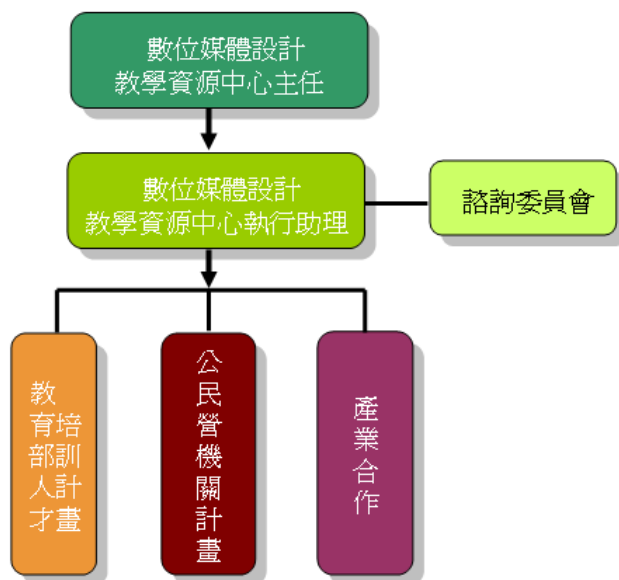 數位媒體設計
教學資源中心主任
數位媒體設計
教學資源中心執行助理
諮詢委員會
教育部人才
培訓計畫
公民營機關計畫
產業合作